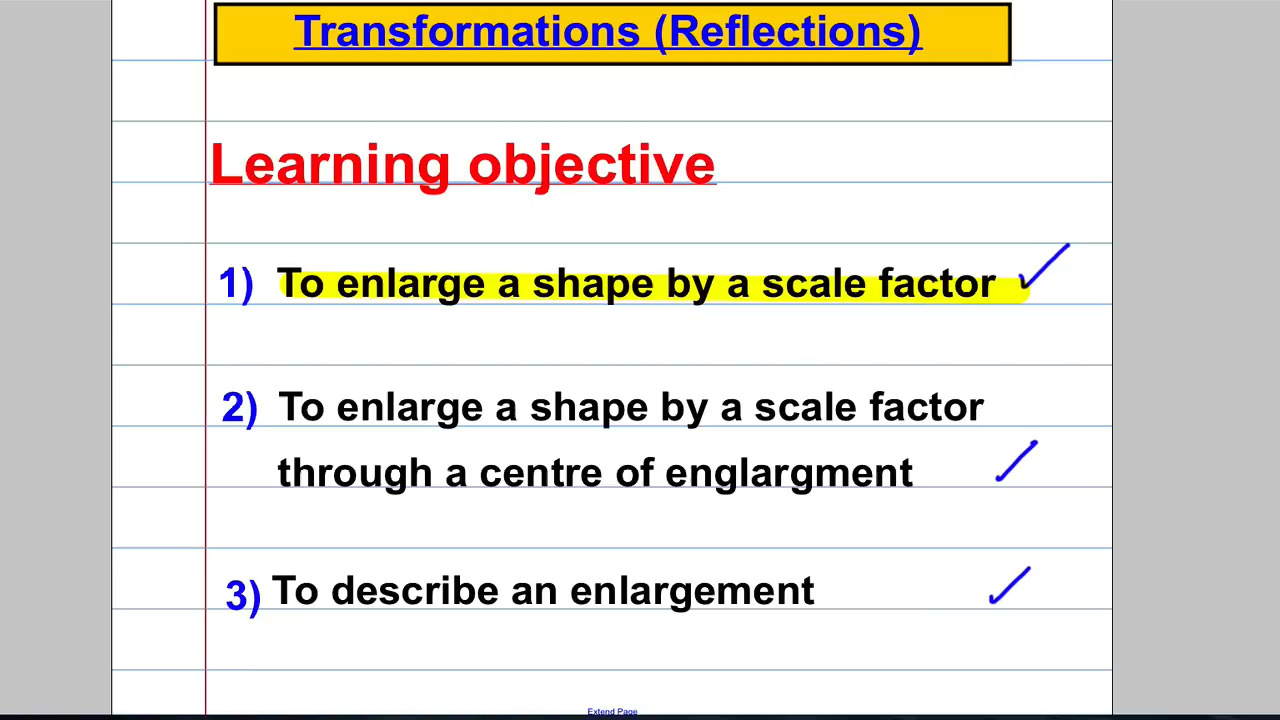 Transformations (Reflections)
Learning objective
1) To enlarge a shape by a scale factor
2) To enlarge a shape by a scale factor
through a centre of englargment
3) To describe an enlargement
Extend Page